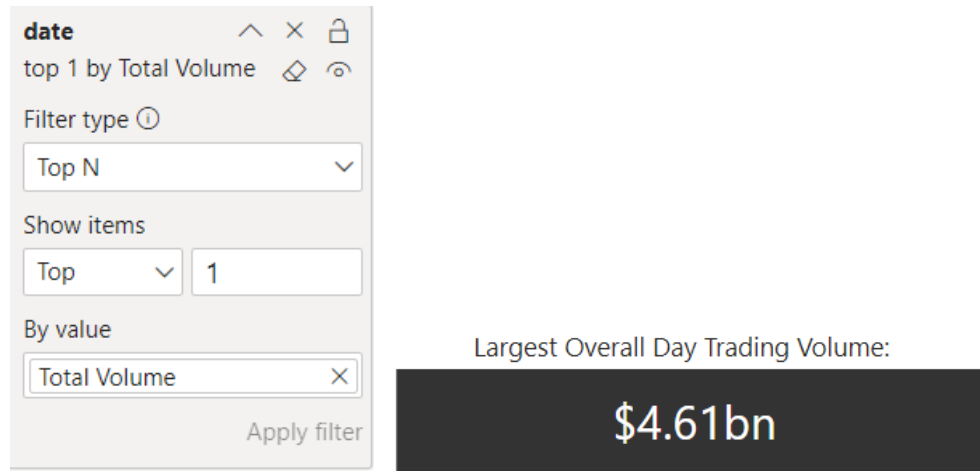 date
top 1 by Total Volume
Filter type
Top N
Show items
Top
1
By value
Total Volume
Apply filter
Largest Overall Day Trading Volume:
$4.61bn